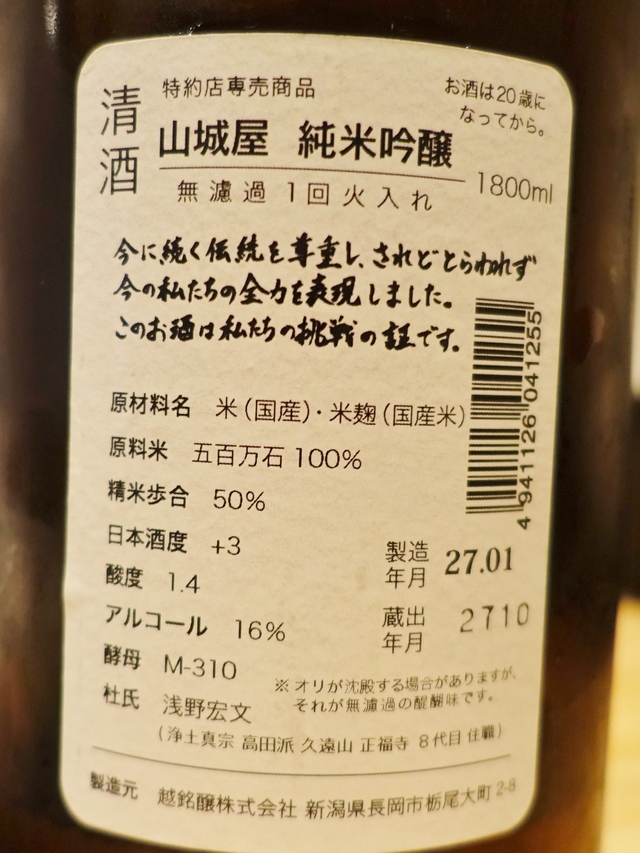 清酒
特約店専売商品
お酒は20歳に
なってから。
山城屋 純米吟醸
1800ml
無濾過1回火入れ
今に続く伝統を尊重し、されどとらわれず
今の私たちの全力を表現しました。
このお酒は私たちの挑戦の証です。
原材料名 米(国産)・米麹(国産米)
原料米 五百万石 100%
精米歩合 50%
日本酒度 +3
酸度 1.4
アルコール 16%
酵母 M-310
杜氏 浅野宏文
(浄土真宗 高田派 久遠山 正福寺 8代目 住職)
製造年月 27.01
蔵出年月 2710
※オリが沈殿する場合がありますが、
それが無濾過の醍醐味です。
4 941126 041255
製造元 越銘醸株式会社 新潟県長岡市栃尾大町 2-8